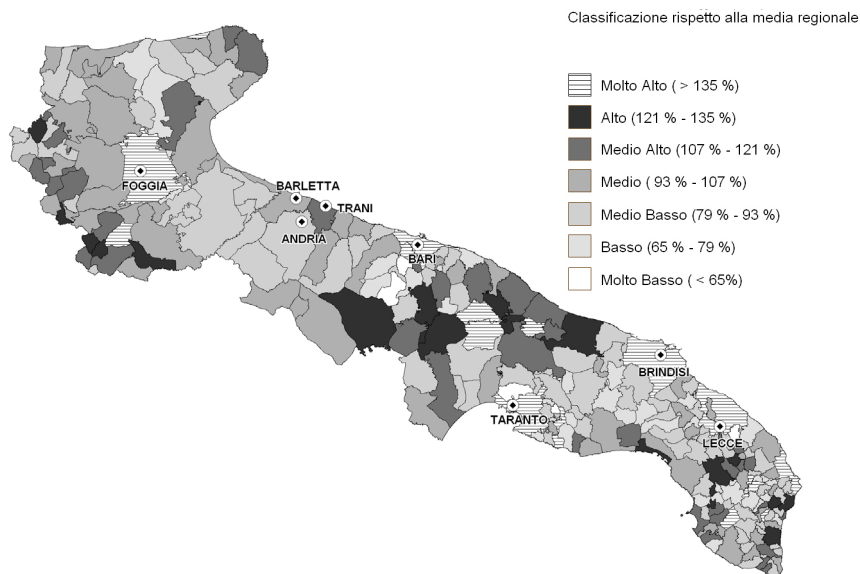 Classificazione rispetto alla media regionale
Molto Alto ( > 135 %)
Alto (121 % - 135 %)
Medio Alto (107 % - 121 %)
Medio ( 93 % - 107 %)
Medio Basso (79 % - 93 %)
Basso (65 % - 79 %)
Molto Basso ( < 65%)
FOGGIA
BARLETTA
TRANI
ANDRIA
BARI
BRINDISI
TARANTO
LECCE